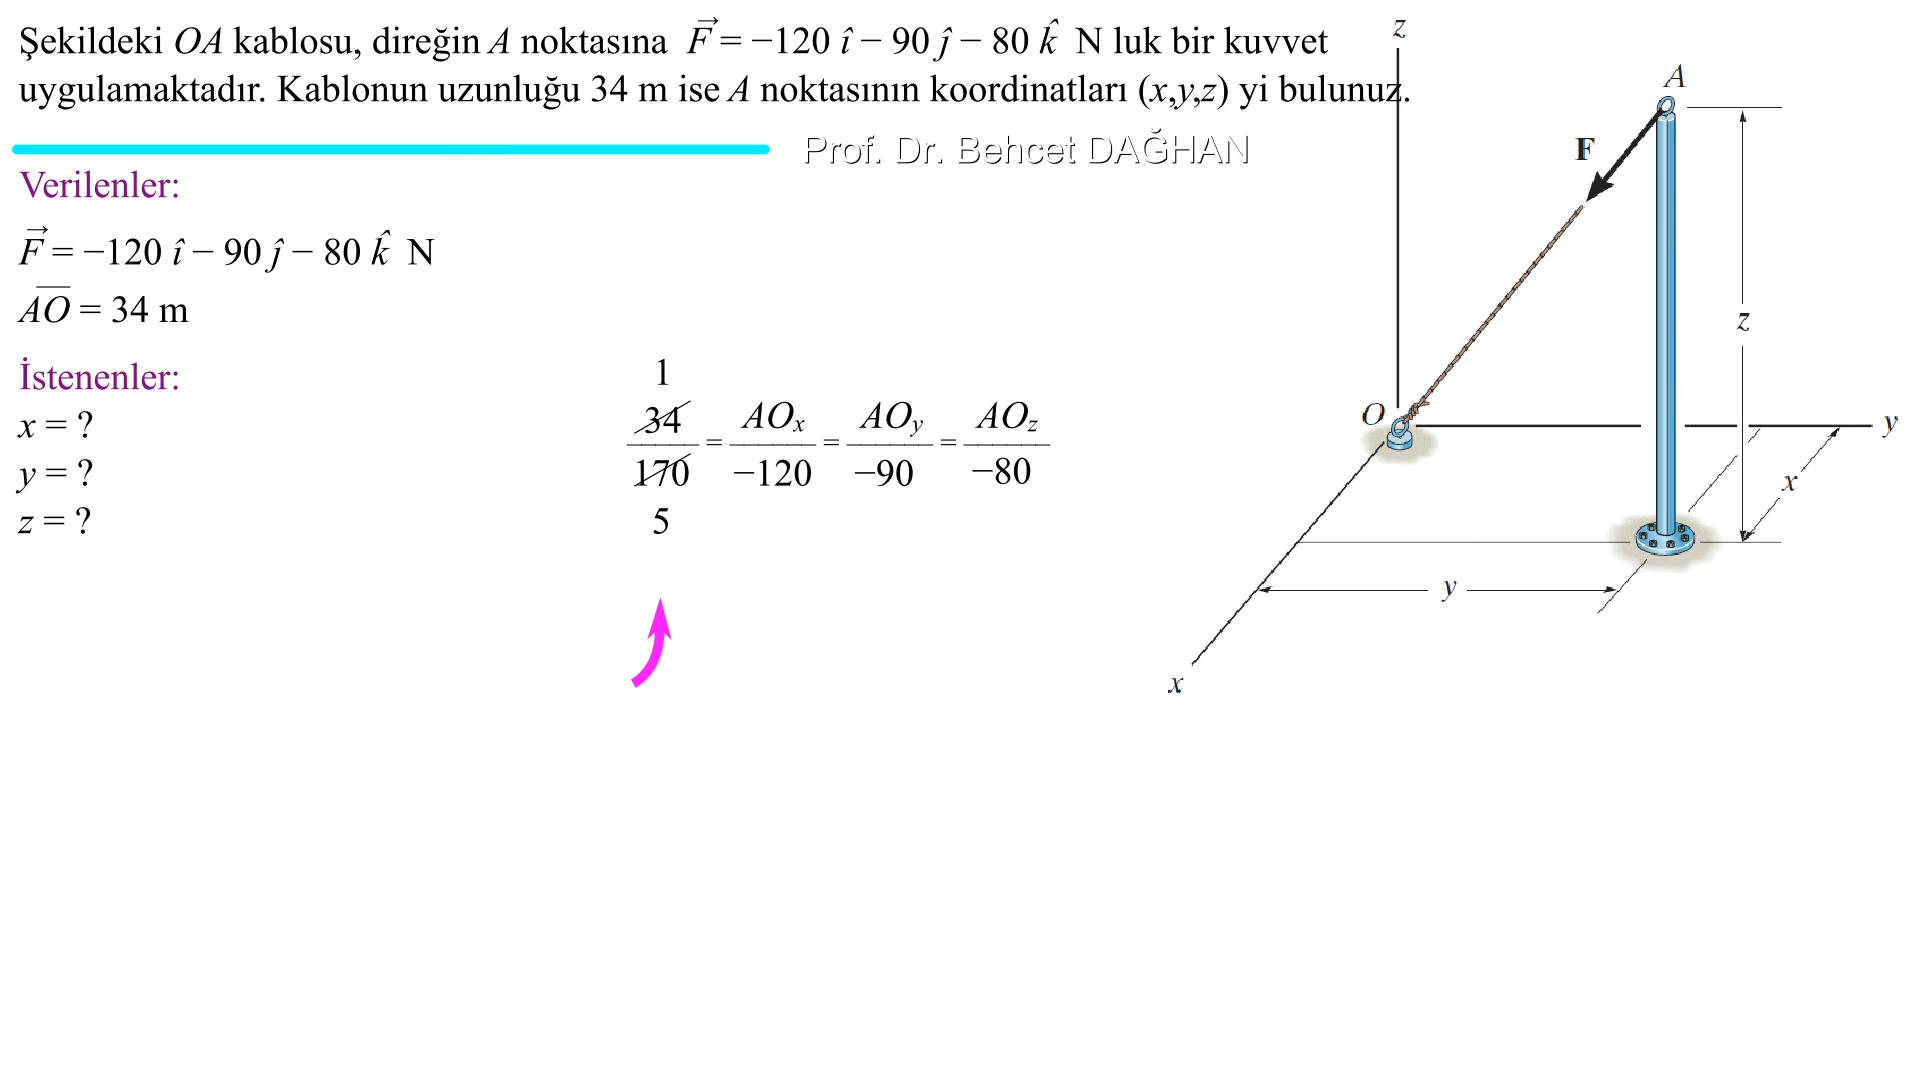 Şekildeki OA kablosu, direğin A noktasına F⃗ = −120 î − 90 ĵ − 80 k̂ N luk bir kuvvet
uygulamaktadır. Kablonun uzunluğu 34 m ise A noktasının koordinatları (x,y,z) yi bulunuz.
Prof. Dr. Behcet DAĞHAN
Verilenler:
F⃗ = −120 î − 90 ĵ − 80 k̂ N
A̅O̅ = 34 m
İstenenler:
x = ?
y = ?
z = ?
1
34 = AOx = AOy = AOz
170 −120 −90 −80
5
z
A
F
z
O
y
x
y
x